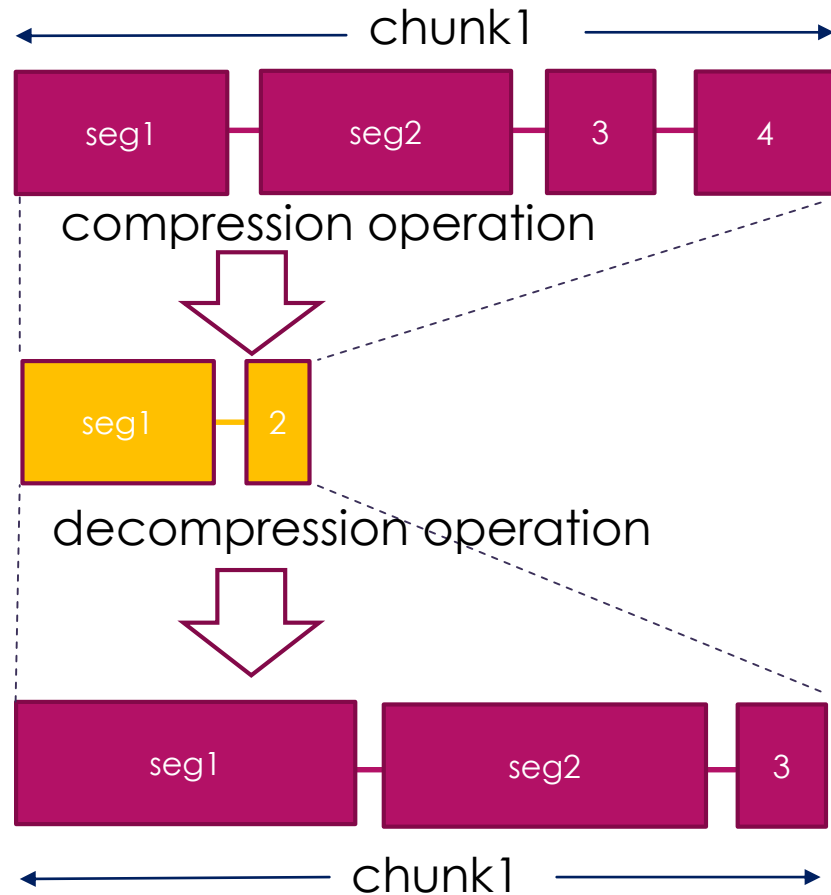 chunk1
seg1 seg2 3 4
compression operation
seg1 2
decompression operation
seg1 seg2 3
chunk1